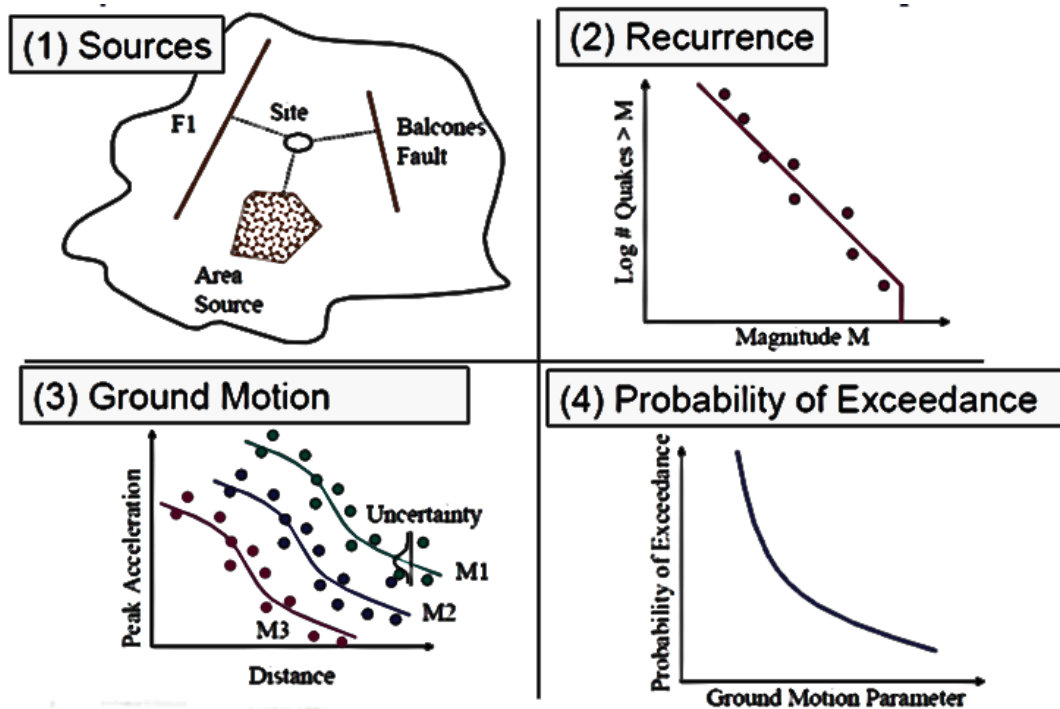 (1) Sources
F1
Site
Balcones
Fault
Area
Source
(2) Recurrence
Log # Quakes > M
Magnitude M
(3) Ground Motion
Peak Acceleration
Uncertainty
M1
M2
M3
Distance
(4) Probability of Exceedance
Probability of Exceedance
Ground Motion Parameter